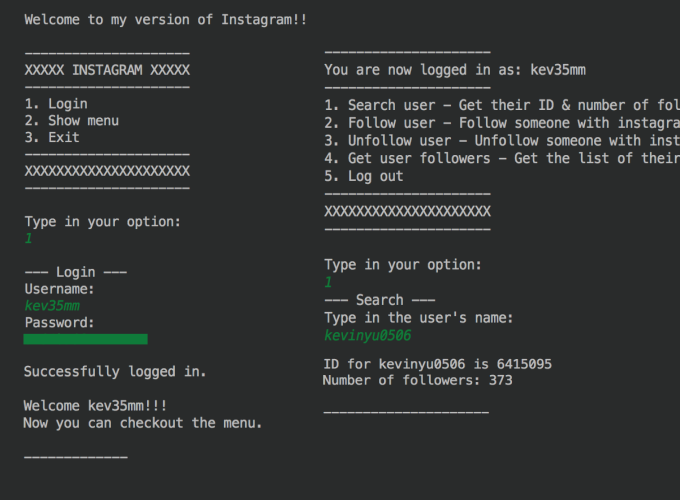 Welcome to my version of Instagram!!
---------------------
XXXXX INSTAGRAM XXXXX
---------------------
1. Login
2. Show menu
3. Exit
---------------------
XXXXXXXXXXXXXXXXXXXXX
---------------------
Type in your option:
1
--- Login ---
Username:
kev35mm
Password:
Successfully logged in.
Welcome kev35mm!!!
Now you can checkout the menu.
-------------
---------------------
You are now logged in as: kev35mm
---------------------
1. Search user - Get their ID & number of fol
2. Follow user - Follow someone with instagra
3. Unfollow user - Unfollow someone with inst
4. Get user followers - Get the list of their
5. Log out
---------------------
XXXXXXXXXXXXXXXXXXXXX
---------------------
Type in your option:
1
--- Search ---
Type in the user's name:
kevinyu0506
ID for kevinyu0506 is 6415095
Number of followers: 373
---------------------